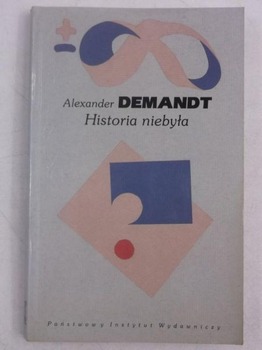 ±
Alexander DEMANDT
Historia niebyła
Państwowy Instytut Wydawniczy